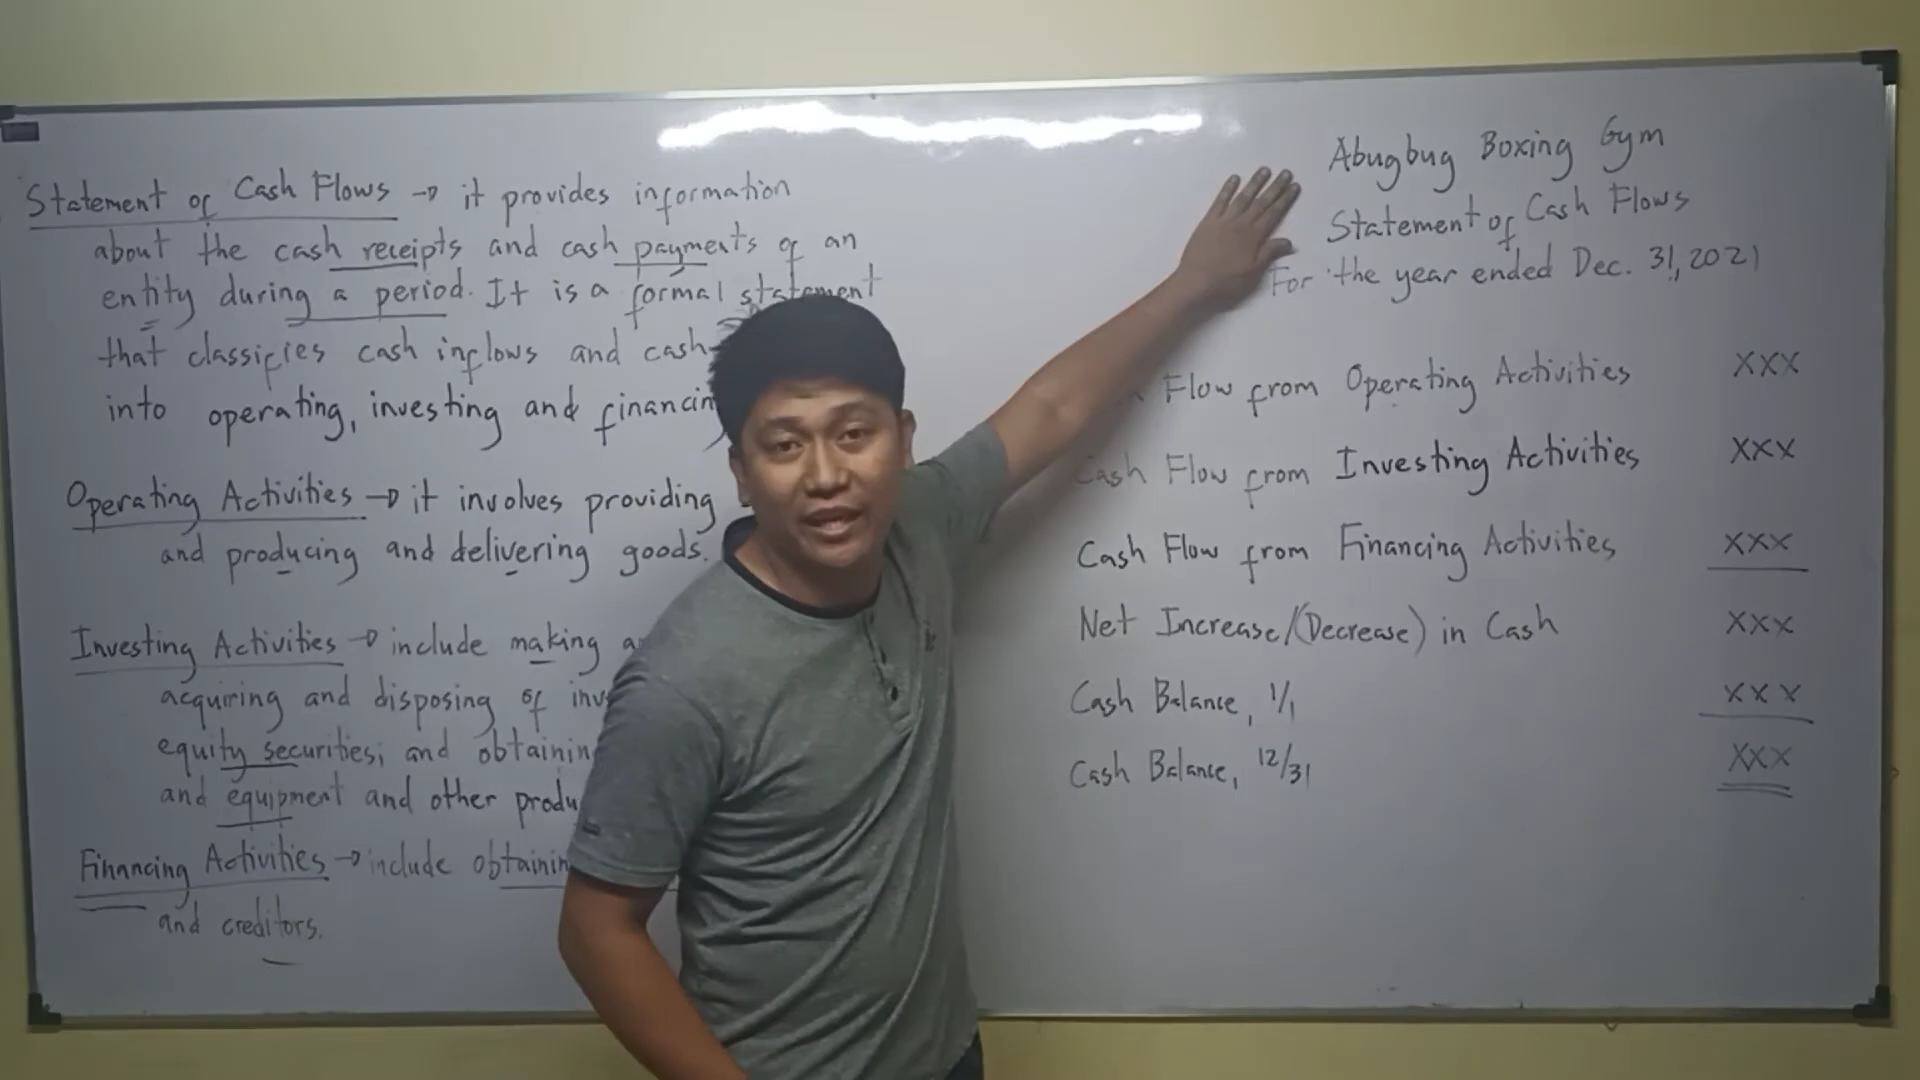 Statement of Cash Flows → it provides information
about the cash receipts and cash payments of an
entity during a period. It is a formal statement
that classifies cash inflows and cash
into operating, investing and
Operating Activities → it involves providing
and producing and delivering goods.
Investing Activities → include making
acquiring and disposing of
equity securities; and
and equipment and other
Financing Activities → include
and creditors.
Abugbug Boxing Gym
Statement of Cash Flows
For the year ended Dec. 31, 2021
Flow from Operating Activities XXX
Cash Flow from Investing Activities XXX
Cash Flow from Financing Activities XXX
Net Increase/(Decrease) in Cash XXX
Cash Balance, 1/1 XXX
Cash Balance, 12/31 XXX